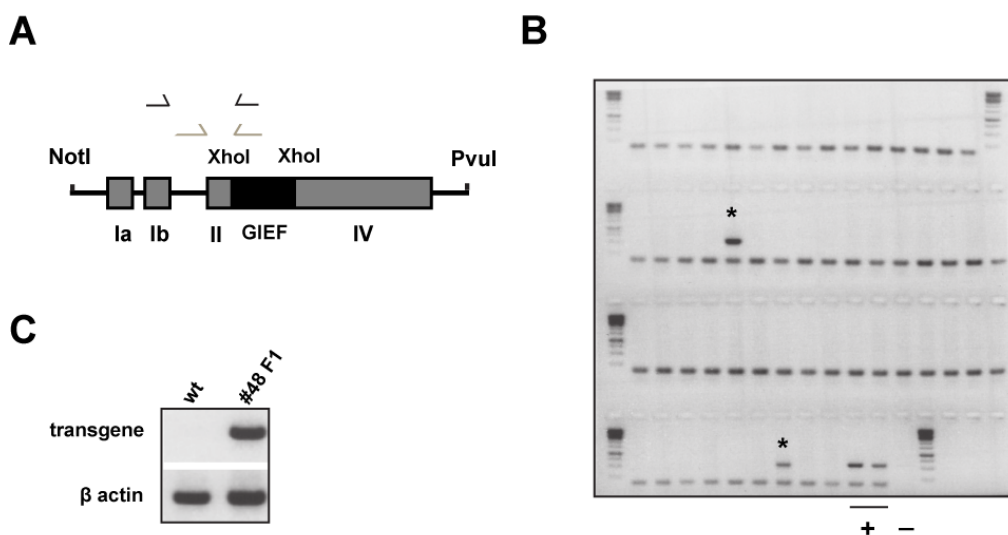 A
B
NotI
XhoI
XhoI
PvuI
Ia
Ib
II
GIEF
IV
*
*
+
–
C
wt
#48 F1
transgene
β actin